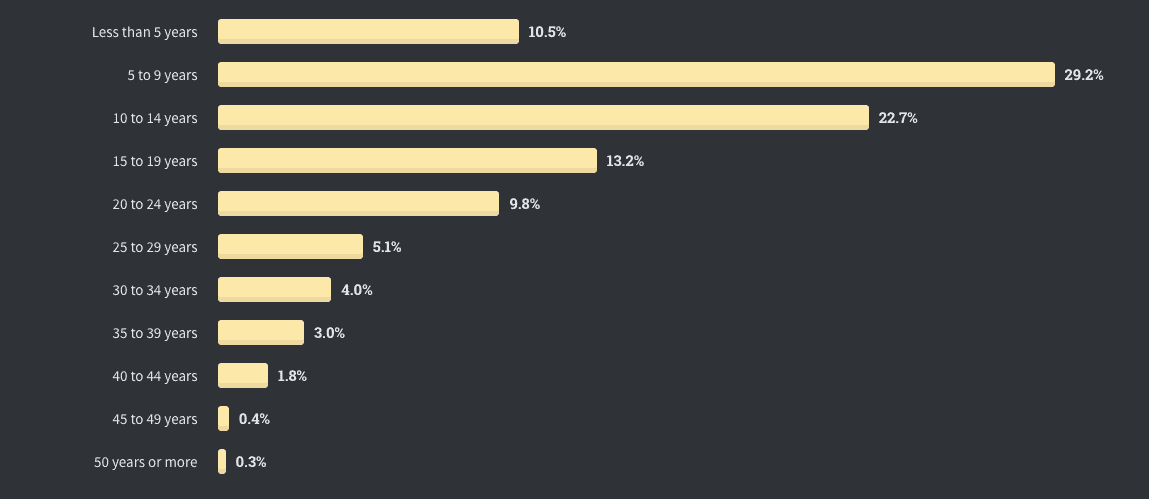 Less than 5 years 10.5%
5 to 9 years 29.2%
10 to 14 years 22.7%
15 to 19 years 13.2%
20 to 24 years 9.8%
25 to 29 years 5.1%
30 to 34 years 4.0%
35 to 39 years 3.0%
40 to 44 years 1.8%
45 to 49 years 0.4%
50 years or more 0.3%